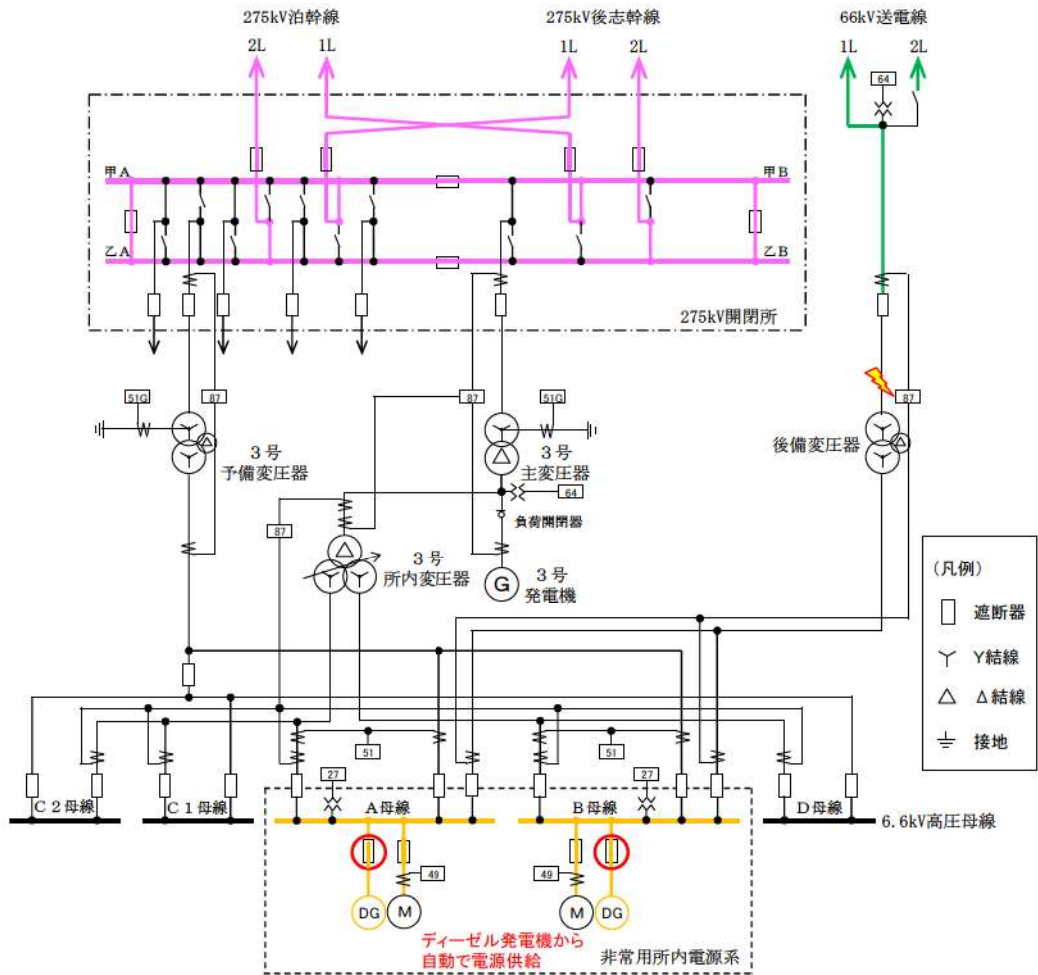 275kV泊幹線
275kV後志幹線
66kV送電線
2L
1L
1L
2L
1L
2L
64
甲A
甲B
乙A
乙B
275kV開閉所
51G
87
87
51G
87
3号
予備変圧器
3号
主変圧器
後備変圧器
64
87
負荷開閉器
3号
所内変圧器
G
3号
発電機
(凡例)
遮断器
Y結線
Δ結線
接地
51
51
27
27
C2母線
C1母線
A母線
B母線
D母線
6.6kV高圧母線
49
49
DG
M
M
DG
ディーゼル発電機から
自動で電源供給
非常用所内電源系